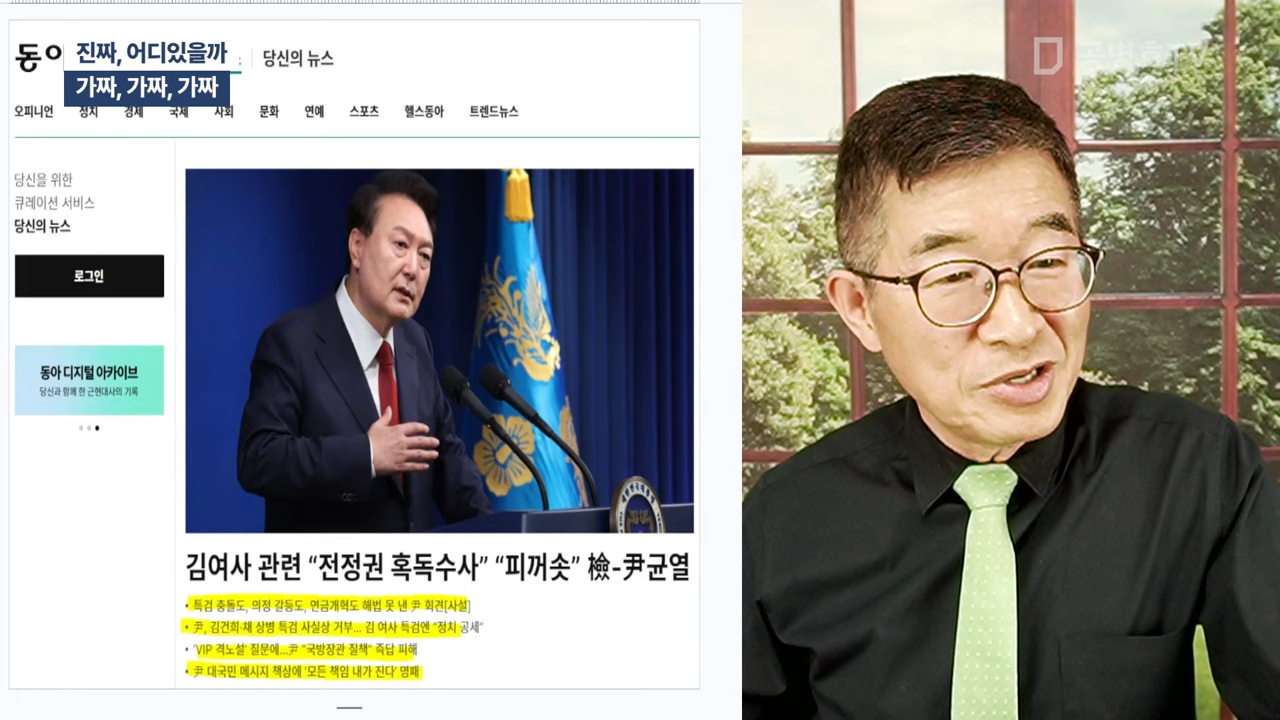 동아
진짜, 어디있을까
가짜, 가짜, 가짜
당신의 뉴스
오피니언 정치 경제 국제 사회 문화 연예 스포츠 헬스동아 트렌드뉴스
당신을 위한
큐레이션 서비스
당신의 뉴스
로그인
동아 디지털 아카이브
당신과 함께 한 근현대사의 기록
김여사 관련 “전정권 혹독수사” “피꺼솟” 檢-尹균열
• 특검 충돌도, 의정 갈등도, 연금개혁도 해법 못 낸 尹 회견[사설]
• 尹, 김건희·채 상병 특검 사실상 거부… 김 여사 특검엔 “정치 공세”
• ‘VIP 격노설’ 질문에…尹 “국방장관 질책” 즉답 피해
• 尹 대국민 메시지 책상에 ‘모든 책임 내가 진다’ 명패
공병호TV